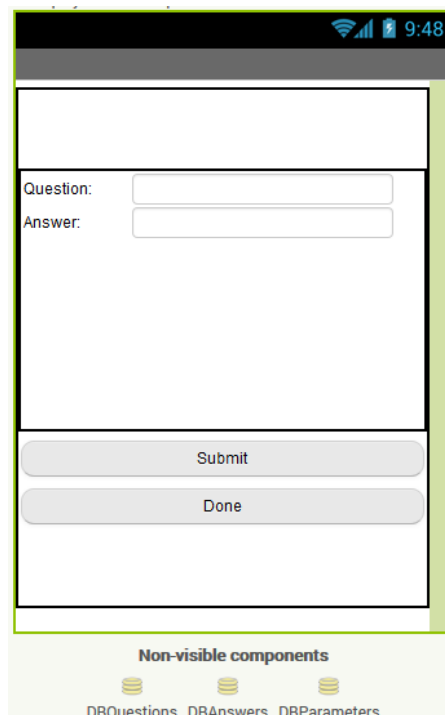 9:48
Question:
Answer:
Submit
Done
Non-visible components
DBQuestions DBAnswers DBParameters